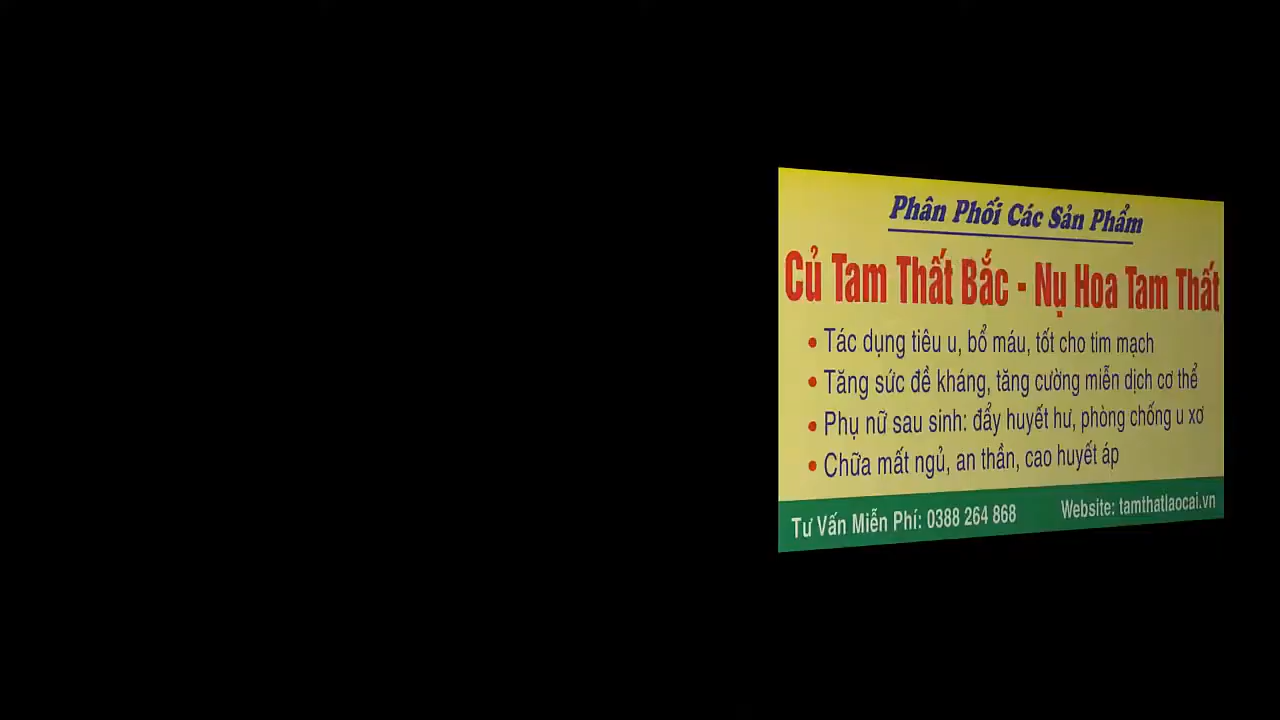 Phân Phối Các Sản Phẩm
Củ Tam Thất Bắc - Nụ Hoa Tam Thất
• Tác dụng tiêu u, bổ máu, tốt cho tim mạch
• Tăng sức đề kháng, tăng cường miễn dịch cơ thể
• Phụ nữ sau sinh: đẩy huyết hư, phòng chống u xơ
• Chữa mất ngủ, an thần, cao huyết áp
Tư Vấn Miễn Phí: 0388 264 868
Website: tamthatlaocai.vn